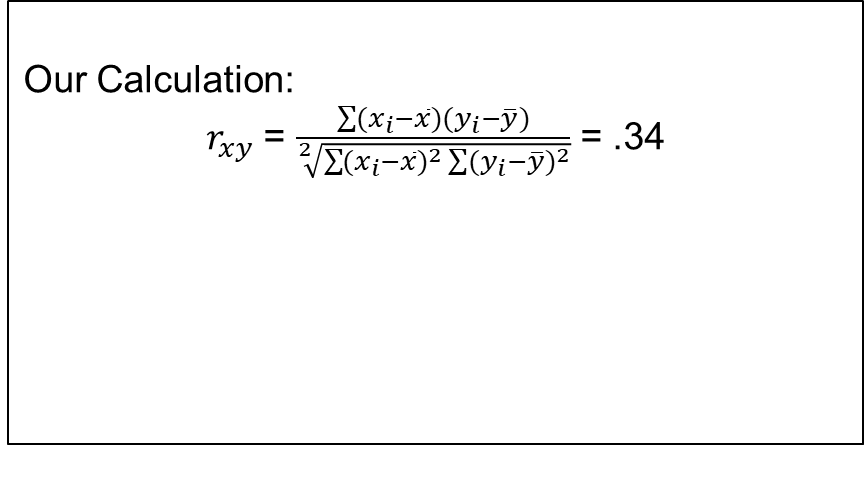 Our Calculation:
r_xy = ∑(x_i−x̄)(y_i−ȳ) / ²√∑(x_i−x̄)² ∑(y_i−ȳ)² = .34